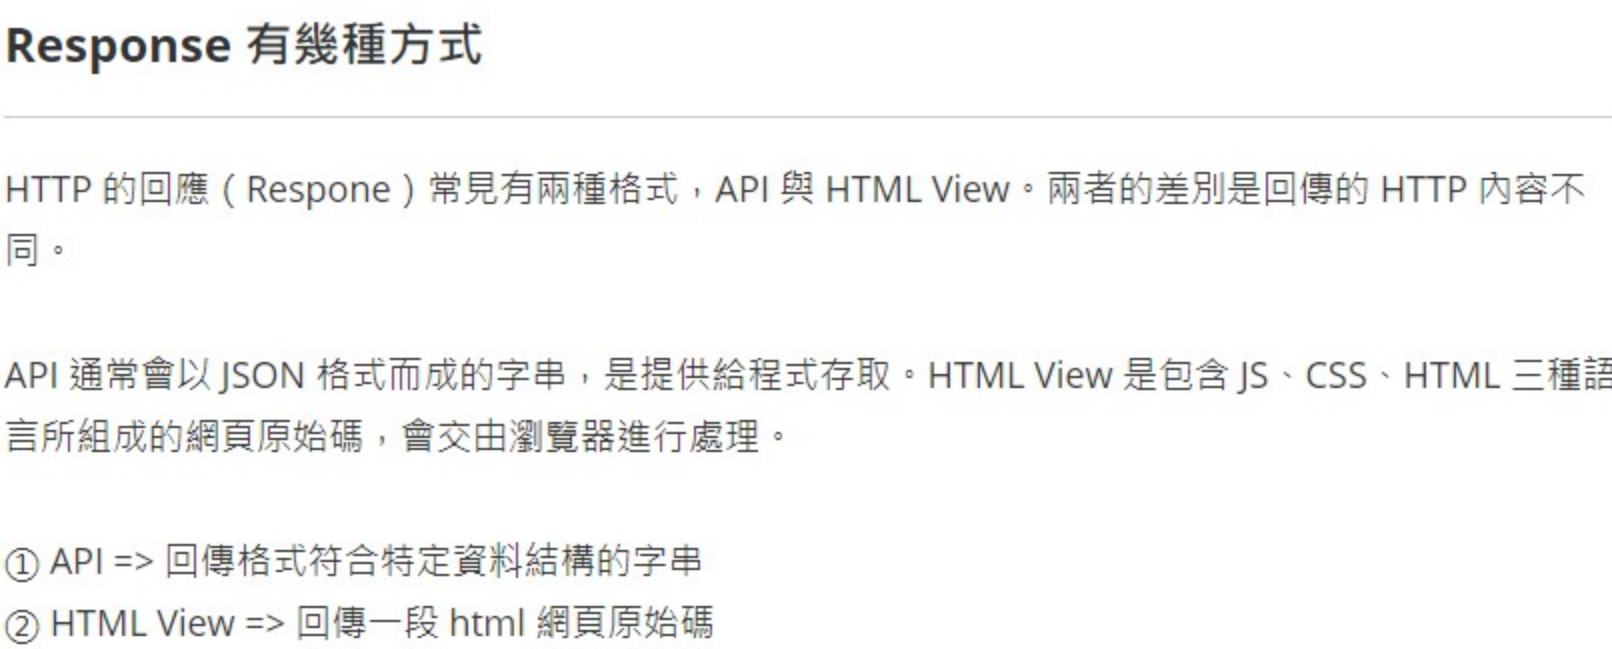 Response 有幾種方式
HTTP 的回應（Respone）常見有兩種格式，API 與 HTML View。兩者的差別是回傳的 HTTP 內容不
同。
API 通常會以 JSON 格式而成的字串，是提供給程式存取。HTML View 是包含 JS、CSS、HTML 三種語
言所組成的網頁原始碼，會交由瀏覽器進行處理。
① API => 回傳格式符合特定資料結構的字串
② HTML View => 回傳一段 html 網頁原始碼